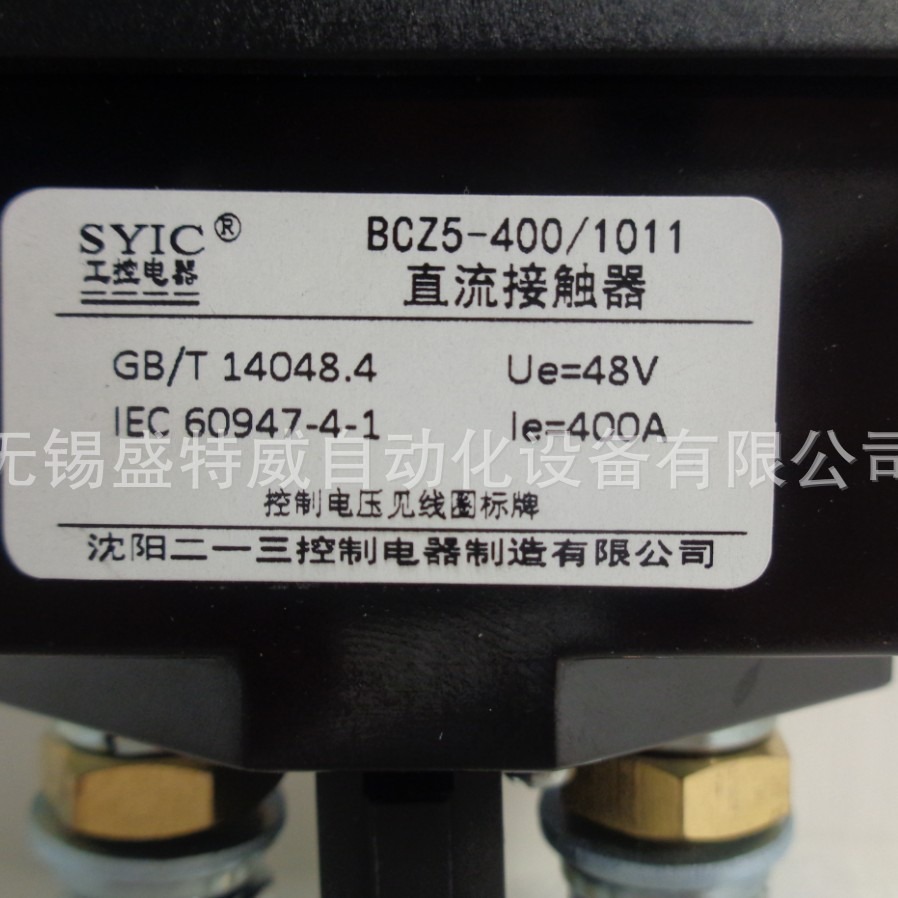 SYIC®
工控电器
BCZ5-400/1011
直流接触器
GB/T 14048.4
Ue=48V
IEC 60947-4-1
Ie=400A
无锡盛特威自动化设备有限公司
控制电压见线圈标牌
沈阳二一三控制电器制造有限公司